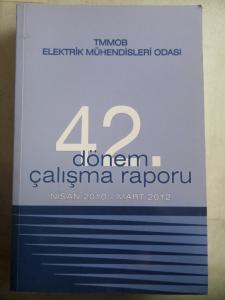 TMMOB
ELEKTRİK MÜHENDİSLERİ ODASI
42.
dönem
çalışma raporu
NİSAN 2010 - MART 2012